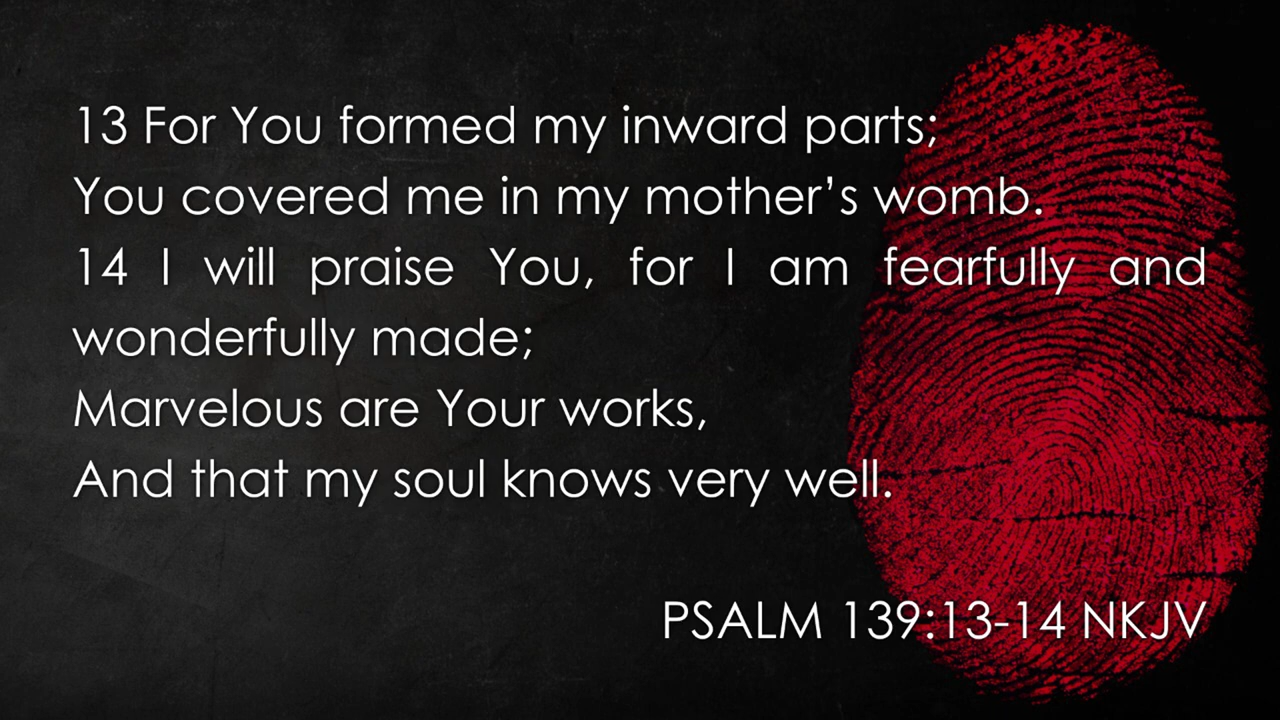 13 For You formed my inward parts;
You covered me in my mother’s womb.
14 I will praise You, for I am fearfully and
wonderfully made;
Marvelous are Your works,
And that my soul knows very well.
PSALM 139:13-14 NKJV